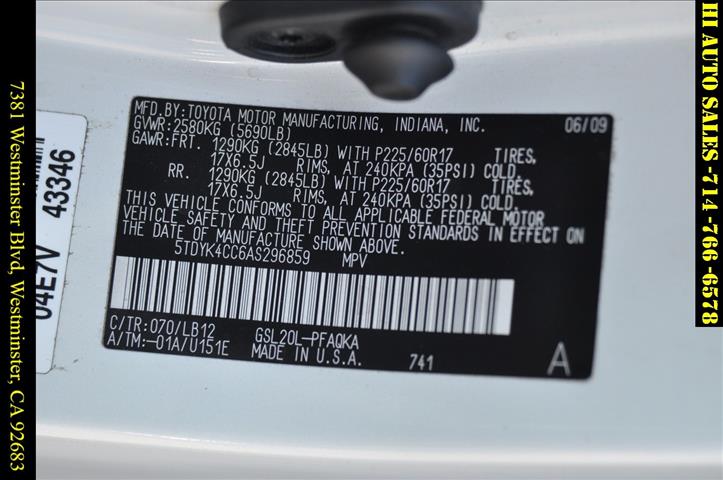 7381 Westminster Blvd, Westminster, CA 92683
HI AUTO SALES -714 -766-6578
04E7V 43346
MFD.BY:TOYOTA MOTOR MANUFACTURING, INDIANA, INC. 06/09
GVWR:2580KG (5690LB)
GAWR:FRT. 1290KG (2845LB) WITH P225/60R17 TIRES,
17X6.5J RIMS, AT 240KPA (35PSI) COLD.
RR. 1290KG (2845LB) WITH P225/60R17 TIRES,
17X6.5J RIMS, AT 240KPA (35PSI) COLD.
THIS VEHICLE CONFORMS TO ALL APPLICABLE FEDERAL MOTOR
VEHICLE SAFETY AND THEFT PREVENTION STANDARDS IN EFFECT ON
THE DATE OF MANUFACTURE SHOWN ABOVE.
5TDYK4CC6AS296859 MPV
C/TR:070/LB12 GSL20L-PFAQKA
A/TM:-01A/U151E MADE IN U.S.A. 741 A